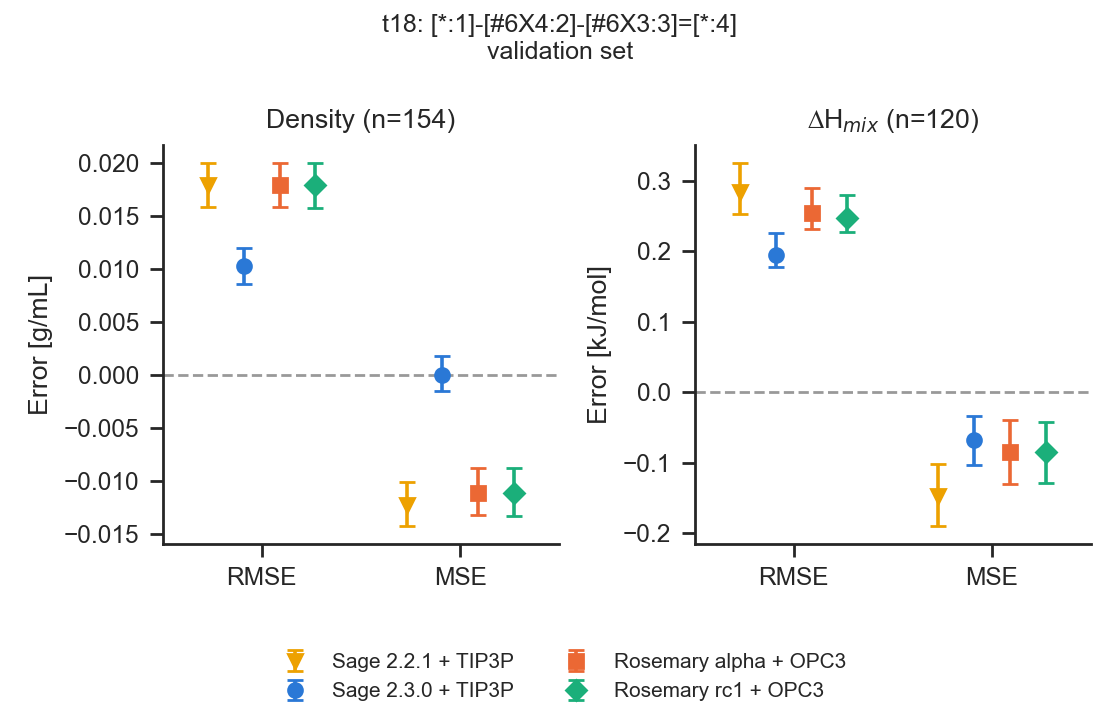 t18: [*:1]-[#6X4:2]-[#6X3:3]=[*:4]
validation set
Density (n=154)
Error [g/mL]
0.020
0.015
0.010
0.005
0.000
−0.005
−0.010
−0.015
RMSE
MSE
ΔH_{mix} (n=120)
Error [kJ/mol]
0.3
0.2
0.1
0.0
−0.1
−0.2
RMSE
MSE
Sage 2.2.1 + TIP3P
Sage 2.3.0 + TIP3P
Rosemary alpha + OPC3
Rosemary rc1 + OPC3